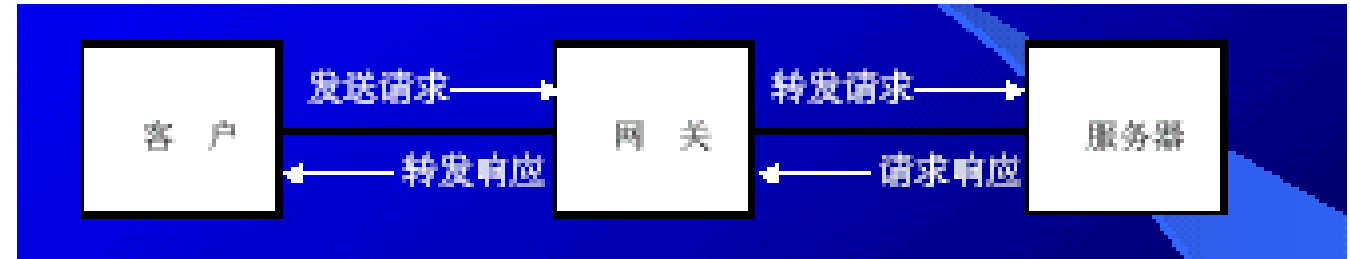 发送请求
转发请求
客 户
网 关
服务器
转发响应
请求响应